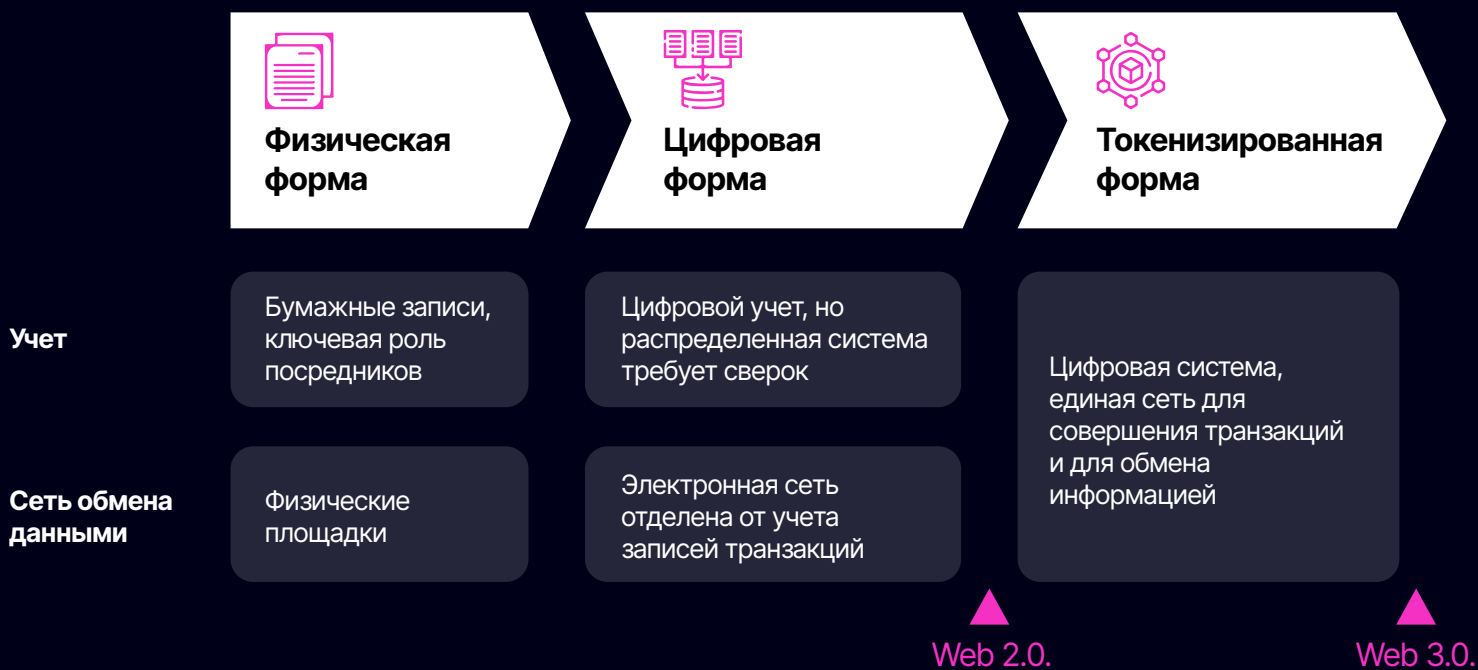 Физическая
форма
Цифровая
форма
Токенизированная
форма
Учет
Бумажные записи,
ключевая роль
посредников
Цифровой учет, но
распределенная система
требует сверок
Цифровая система,
единая сеть для
совершения транзакций
и для обмена
информацией
Сеть обмена
данными
Физические
площадки
Электронная сеть
отделена от учета
записей транзакций
Web 2.0.
Web 3.0.